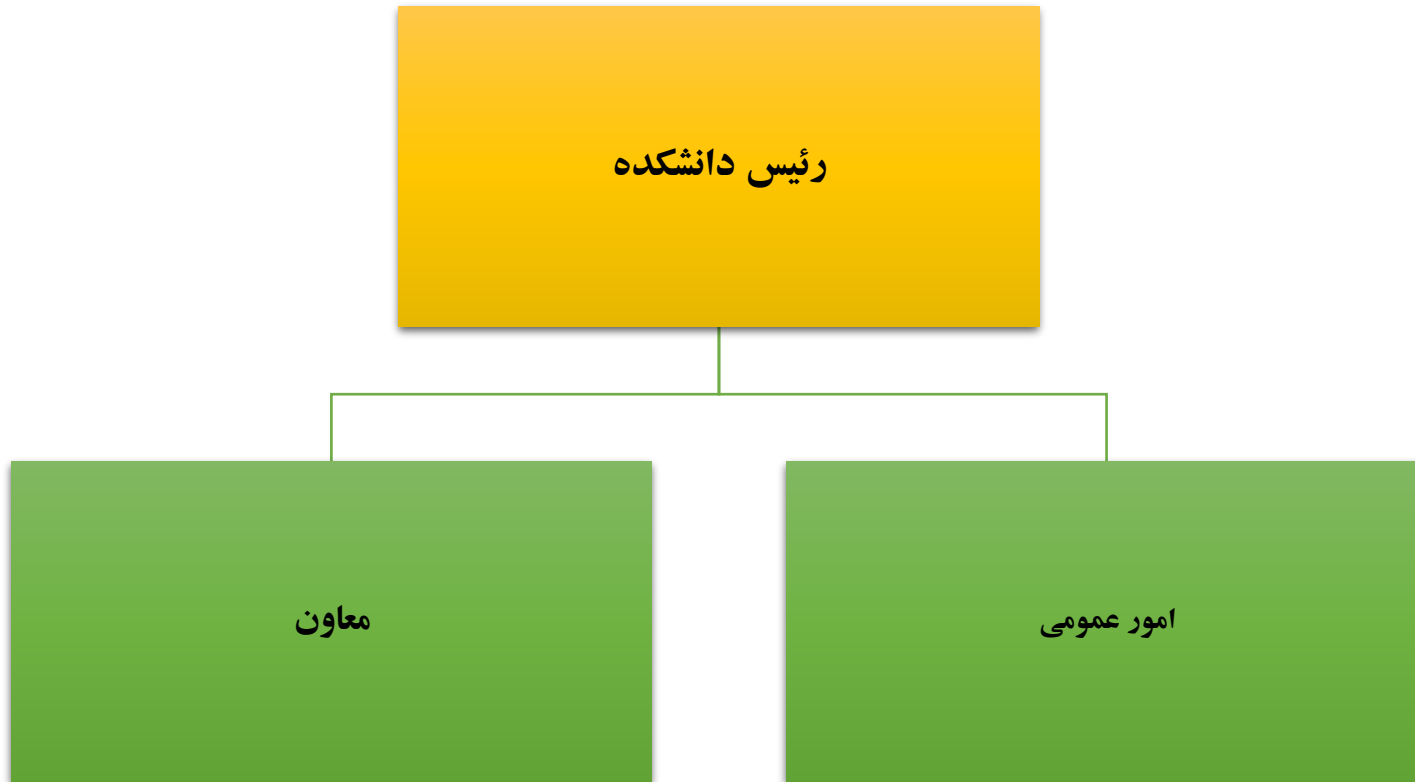 رئیس دانشکده
امور عمومی
معاون